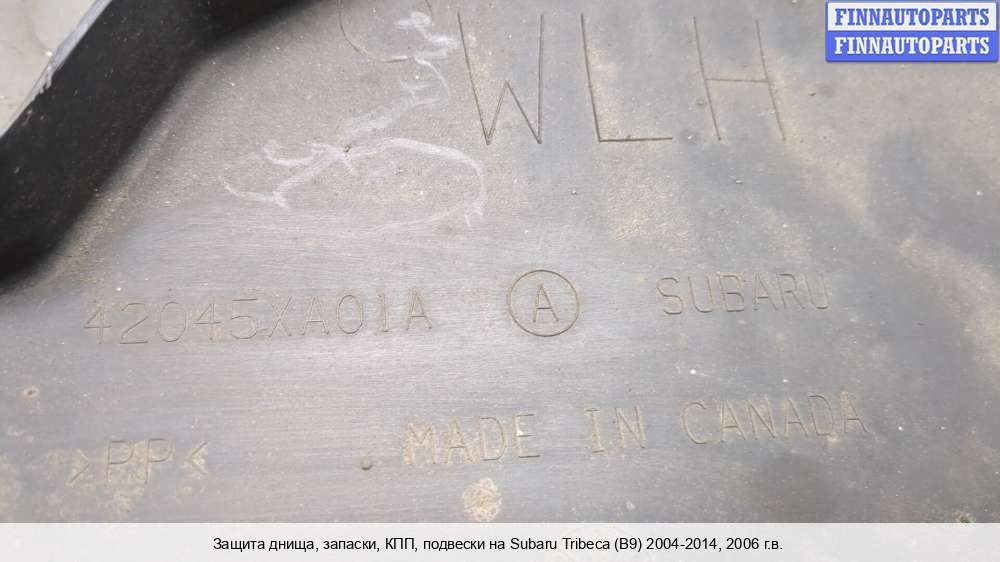 FINNAUTOPARTS
FINNAUTOPARTS
WLH
42045XA01A A SUBARU
>PP< MADE IN CANADA
Защита днища, запаски, КПП, подвески на Subaru Tribeca (B9) 2004-2014, 2006 г.в.